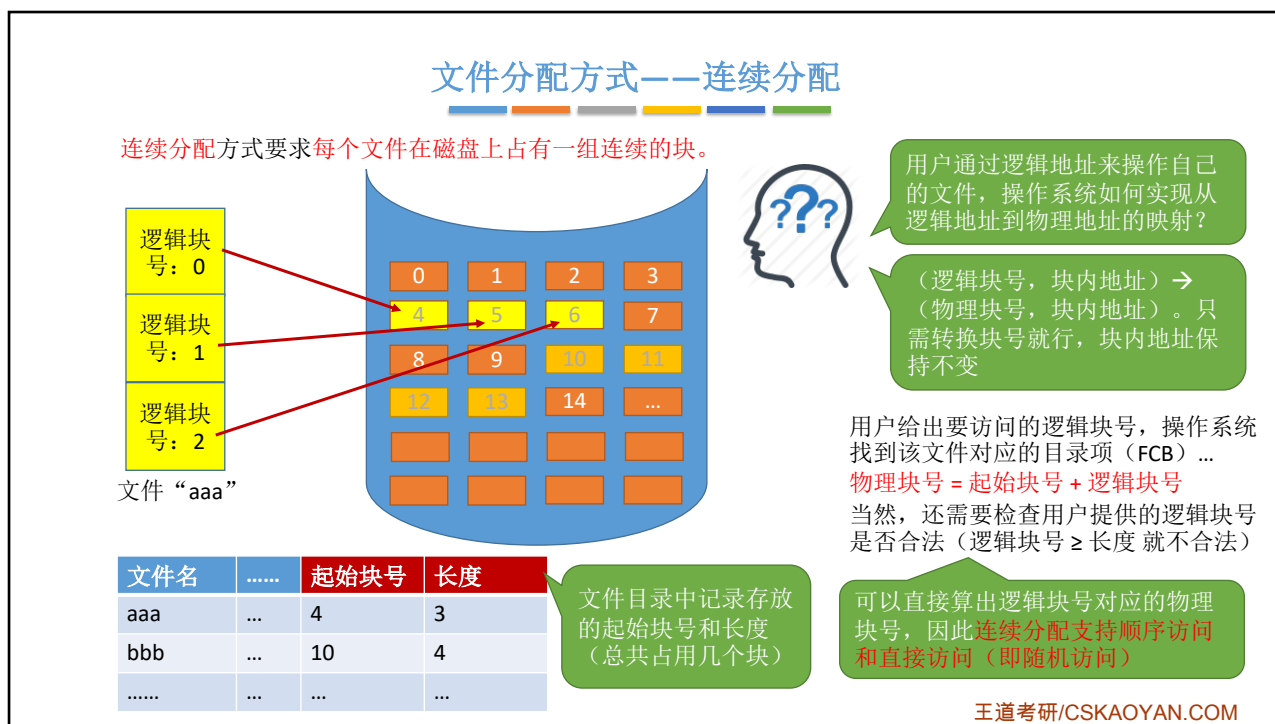 文件分配方式——连续分配
连续分配方式要求每个文件在磁盘上占有一组连续的块。
逻辑块
号：0
逻辑块
号：1
逻辑块
号：2
文件“aaa”
0 1 2 3
4 5 6 7
8 9 10 11
12 13 14 ...
???
用户通过逻辑地址来操作自己
的文件，操作系统如何实现从
逻辑地址到物理地址的映射？
（逻辑块号，块内地址）→
（物理块号，块内地址）。只
需转换块号就行，块内地址保
持不变
用户给出要访问的逻辑块号，操作系统
找到该文件对应的目录项（FCB）...
物理块号 = 起始块号 + 逻辑块号
当然，还需要检查用户提供的逻辑块号
是否合法（逻辑块号 ≥ 长度 就不合法）
可以直接算出逻辑块号对应的物理
块号，因此连续分配支持顺序访问
和直接访问（即随机访问）
文件名 …… 起始块号 长度
aaa ... 4 3
bbb ... 10 4
…… ... ... ...
文件目录中记录存放
的起始块号和长度
（总共占用几个块）
王道考研/CSKAOYAN.COM